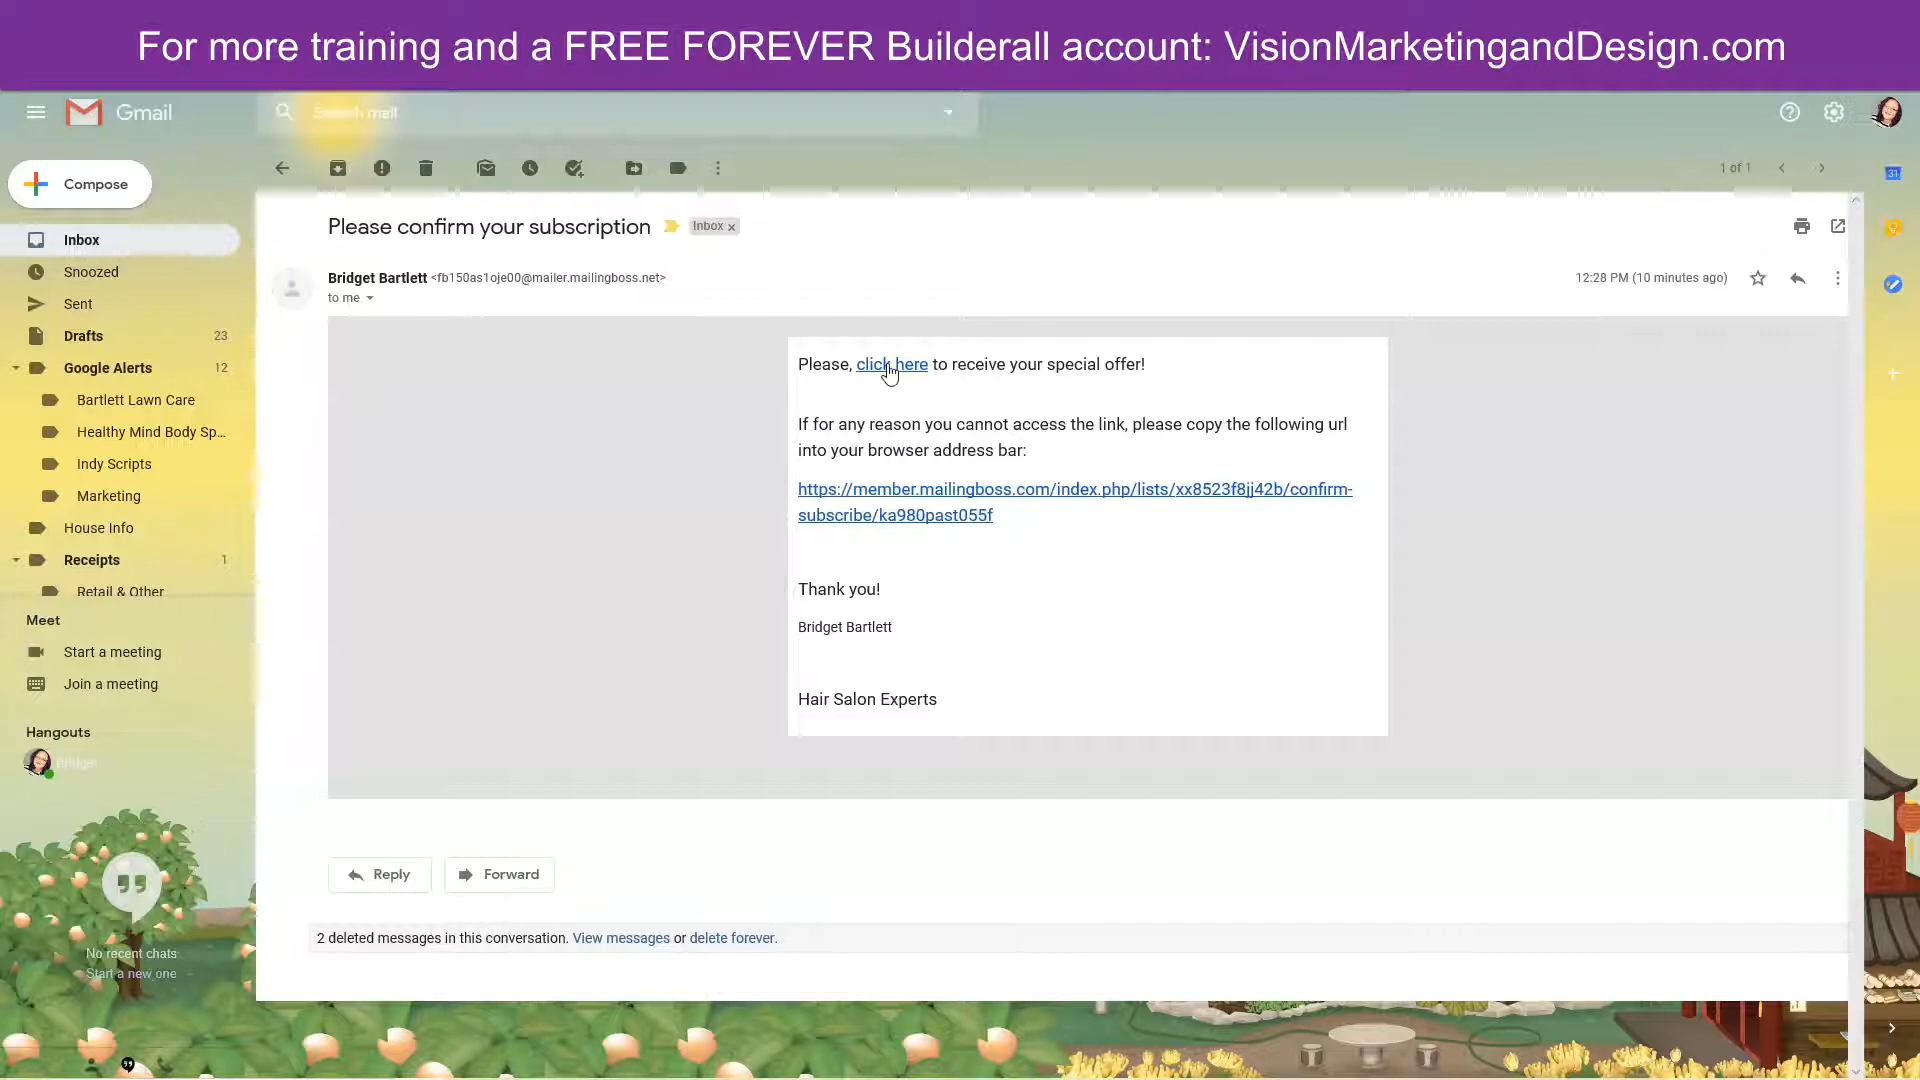 For more training and a FREE FOREVER Builderall account: VisionMarketingandDesign.com
Gmail
Search mail
Compose
1 of 1
31
Inbox
Snoozed
Sent
Drafts 23
Google Alerts 12
Bartlett Lawn Care
Healthy Mind Body Sp...
Indy Scripts
Marketing
House Info
Receipts 1
Retail & Other
Meet
Start a meeting
Join a meeting
Hangouts
Bridget
No recent chats
Start a new one
Please confirm your subscription Inbox x
Bridget Bartlett <fb150as1oje00@mailer.mailingboss.net> 12:28 PM (10 minutes ago)
to me
Please, click here to receive your special offer!
If for any reason you cannot access the link, please copy the following url
into your browser address bar:
https://member.mailingboss.com/index.php/lists/xx8523f8jj42b/confirm-
subscribe/ka980past055f
Thank you!
Bridget Bartlett
Hair Salon Experts
Reply Forward
2 deleted messages in this conversation. View messages or delete forever.